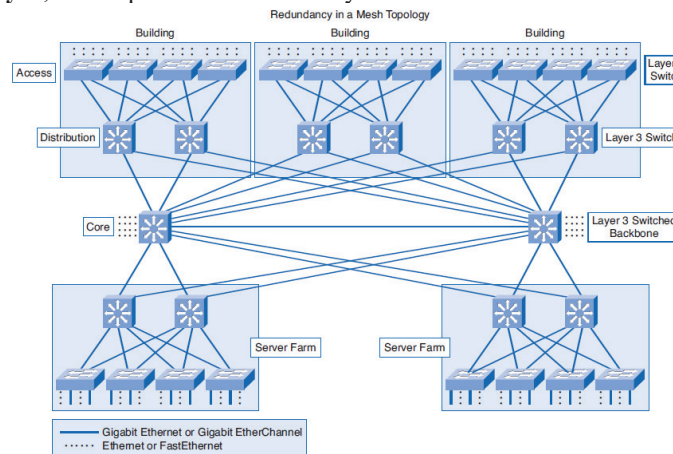 Redundancy in a Mesh Topology
Building
Building
Building
Access
Layer
Distribution
Layer 3 Switch
Core
Layer 3 Switched
Backbone
Server Farm
Server Farm
Gigabit Ethernet or Gigabit EtherChannel
Ethernet or FastEthernet